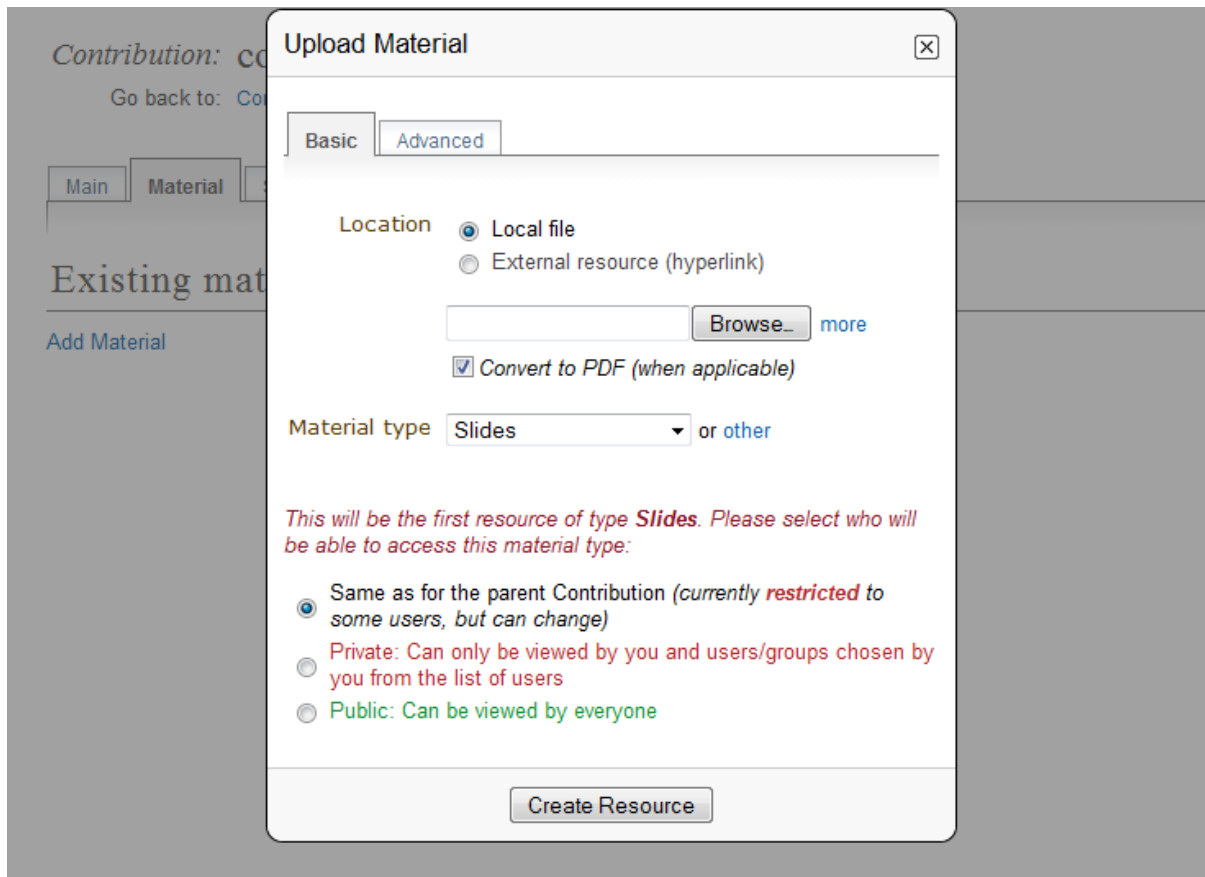 Contribution:
Go back to:
Main
Material
Existing mat
Add Material
Upload Material
Basic
Advanced
Location
Local file
External resource (hyperlink)
Browse... more
Convert to PDF (when applicable)
Material type Slides or other
This will be the first resource of type Slides. Please select who will
be able to access this material type:
Same as for the parent Contribution (currently restricted to
some users, but can change)
Private: Can only be viewed by you and users/groups chosen by
you from the list of users
Public: Can be viewed by everyone
Create Resource